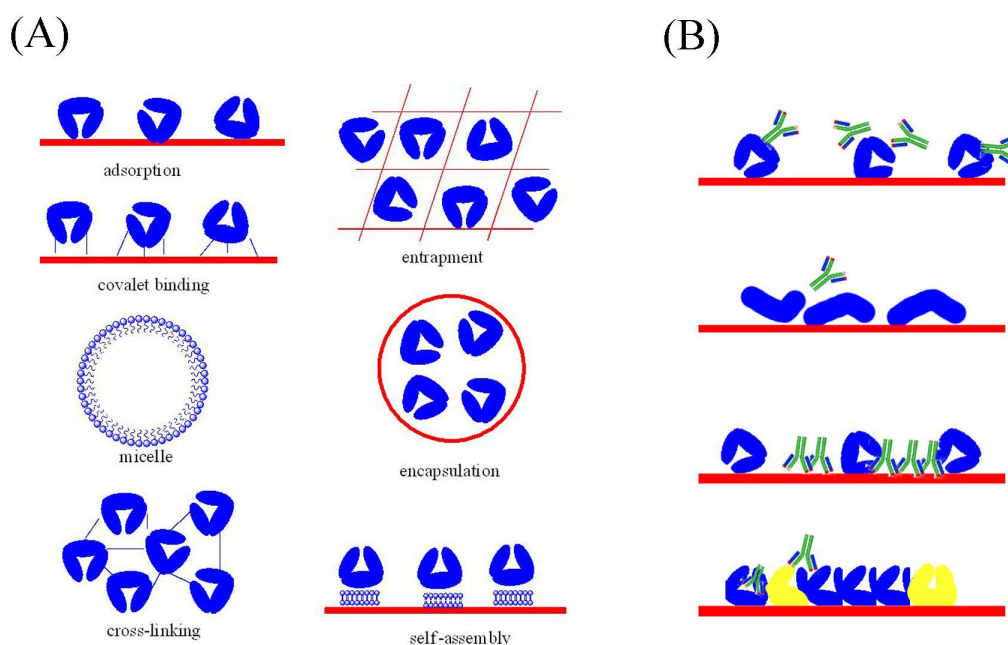 (A)
(B)
adsorption
covalet binding
entrapment
micelle
encapsulation
cross-linking
self-assembly